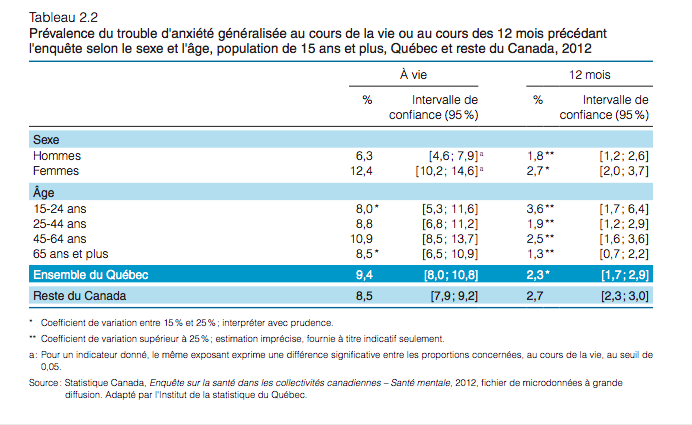 Tableau 2.2
Prévalence du trouble d'anxiété généralisée au cours de la vie ou au cours des 12 mois précédant
l'enquête selon le sexe et l'âge, population de 15 ans et plus, Québec et reste du Canada, 2012
À vie 12 mois
% Intervalle de % Intervalle de
confiance (95 %) confiance (95 %)
Sexe
Hommes 6,3 [4,6 ; 7,9]ᵃ 1,8** [1,2 ; 2,6]
Femmes 12,4 [10,2 ; 14,6]ᵃ 2,7* [2,0 ; 3,7]
Âge
15-24 ans 8,0* [5,3 ; 11,6] 3,6** [1,7 ; 6,4]
25-44 ans 8,8 [6,8 ; 11,2] 1,9** [1,2 ; 2,9]
45-64 ans 10,9 [8,5 ; 13,7] 2,5** [1,6 ; 3,6]
65 ans et plus 8,5* [6,5 ; 10,9] 1,3** [0,7 ; 2,2]
Ensemble du Québec 9,4 [8,0 ; 10,8] 2,3* [1,7 ; 2,9]
Reste du Canada 8,5 [7,9 ; 9,2] 2,7 [2,3 ; 3,0]
* Coefficient de variation entre 15 % et 25 % ; interpréter avec prudence.
** Coefficient de variation supérieur à 25 % ; estimation imprécise, fournie à titre indicatif seulement.
a : Pour un indicateur donné, le même exposant exprime une différence significative entre les proportions concernées, au cours de la vie, au seuil de
0,05.
Source : Statistique Canada, Enquête sur la santé dans les collectivités canadiennes – Santé mentale, 2012, fichier de microdonnées à grande
diffusion. Adapté par l'Institut de la statistique du Québec.